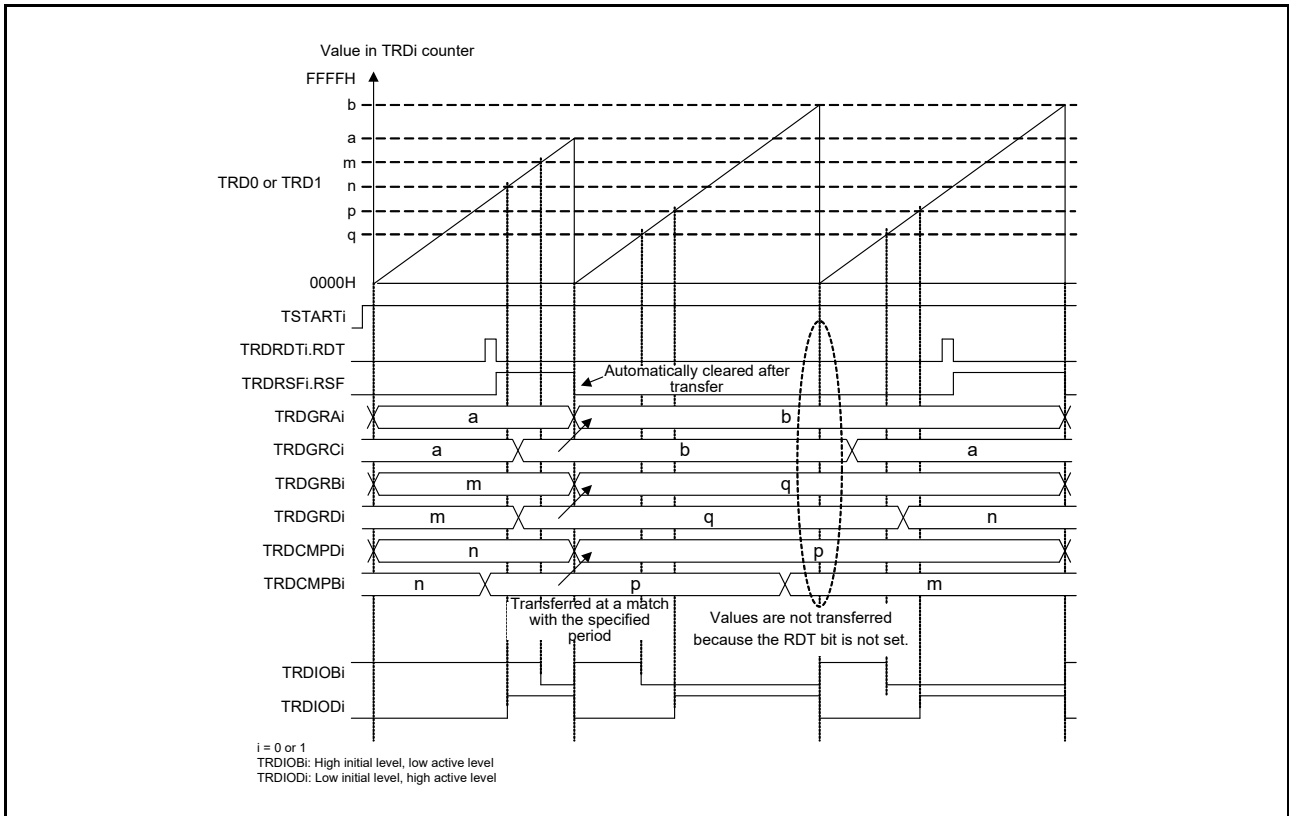 Value in TRDi counter
FFFFH
b
a
m
TRD0 or TRD1
n
p
q
0000H
TSTARTi
TRDRDTi.RDT
TRDRSFi.RSF
Automatically cleared after
transfer
TRDGRAi
a
b
TRDGRCi
a
b
a
TRDGRBi
m
q
TRDGRDi
m
q
n
TRDCMPDi
n
p
TRDCMPBi
n
p
m
Transferred at a match
with the specified
period
Values are not transferred
because the RDT bit is not set.
TRDIOBi
TRDIODi
i = 0 or 1
TRDIOBi: High initial level, low active level
TRDIODi: Low initial level, high active level